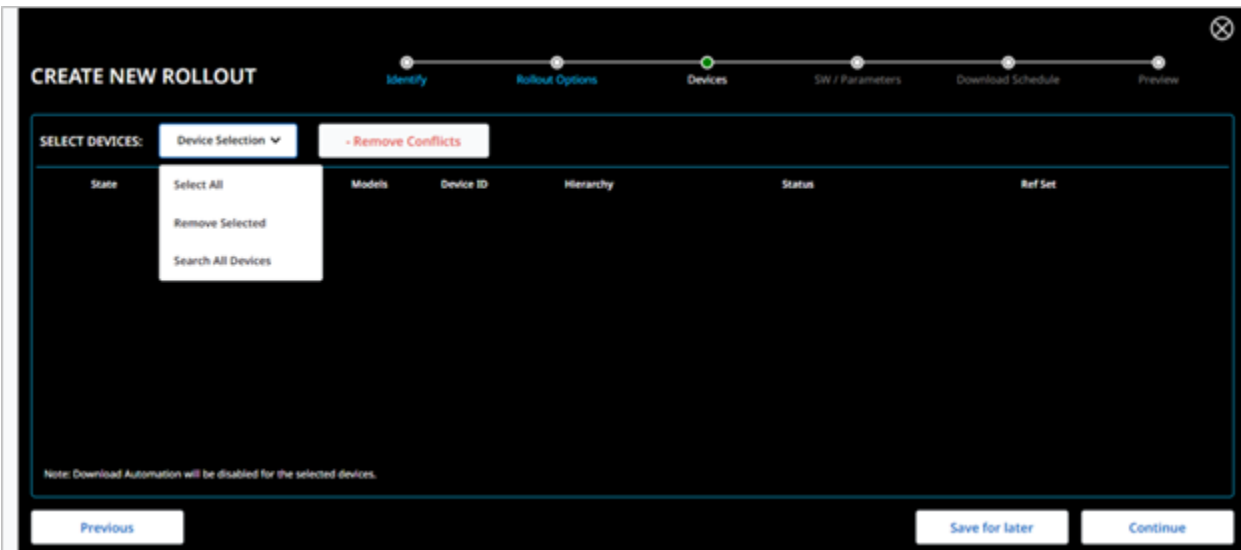 CREATE NEW ROLLOUT
Identify
Rollout Options
Devices
SW / Parameters
Download Schedule
Preview
SELECT DEVICES:
Device Selection
- Remove Conflicts
State
Select All
Models
Device ID
Hierarchy
Status
Ref Set
Remove Selected
Search All Devices
Note: Download Automation will be disabled for the selected devices.
Previous
Save for later
Continue